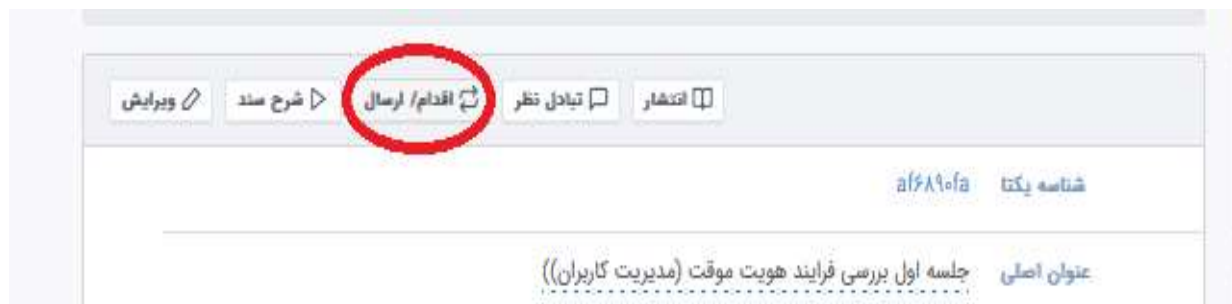 انتشار تبادل نظر اقدام/ ارسال شرح سند ویرایش
شناسه یکتا af۶۸۹۰fa
عنوان اصلی جلسه اول بررسی فرایند هویت موقت (مدیریت کاربران))